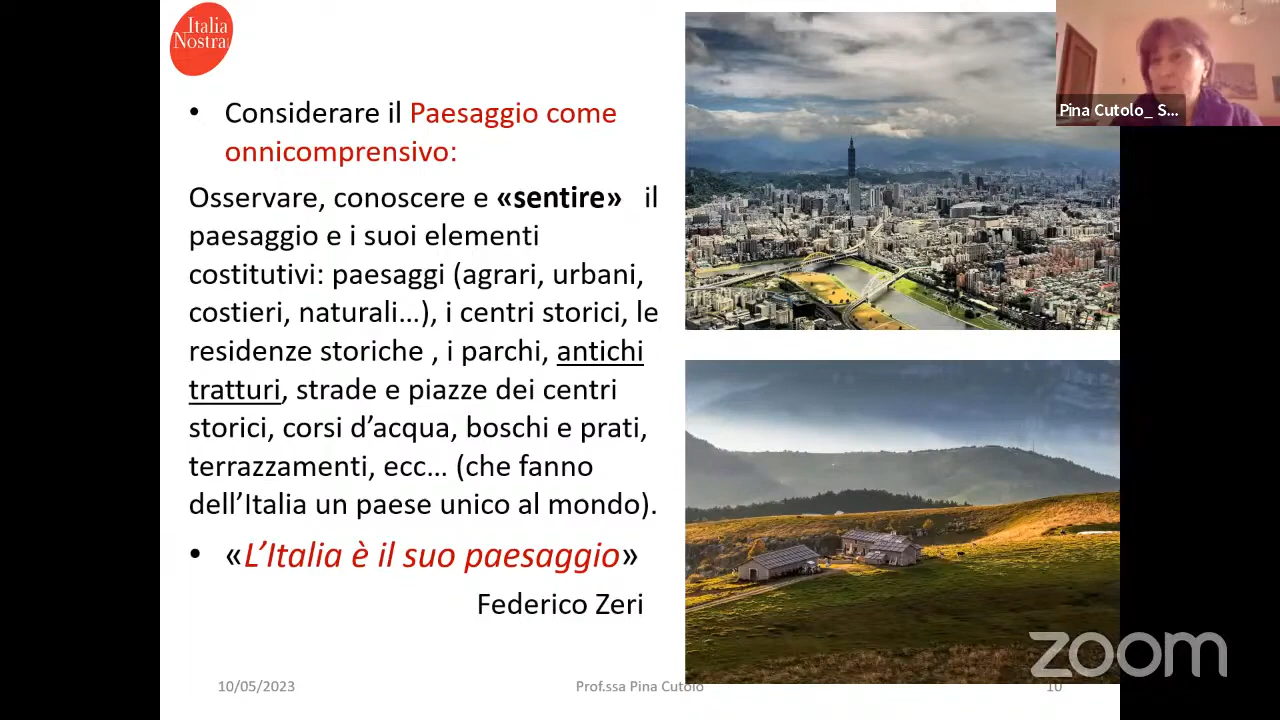 Italia
Nostra
• Considerare il Paesaggio come
onnicomprensivo:
Osservare, conoscere e «sentire» il
paesaggio e i suoi elementi
costitutivi: paesaggi (agrari, urbani,
costieri, naturali…), i centri storici, le
residenze storiche , i parchi, antichi
tratturi, strade e piazze dei centri
storici, corsi d’acqua, boschi e prati,
terrazzamenti, ecc… (che fanno
dell’Italia un paese unico al mondo).
• «L’Italia è il suo paesaggio»
Federico Zeri
10/05/2023
Prof.ssa Pina Cutolo
10
Pina Cutolo_ S...
zoom